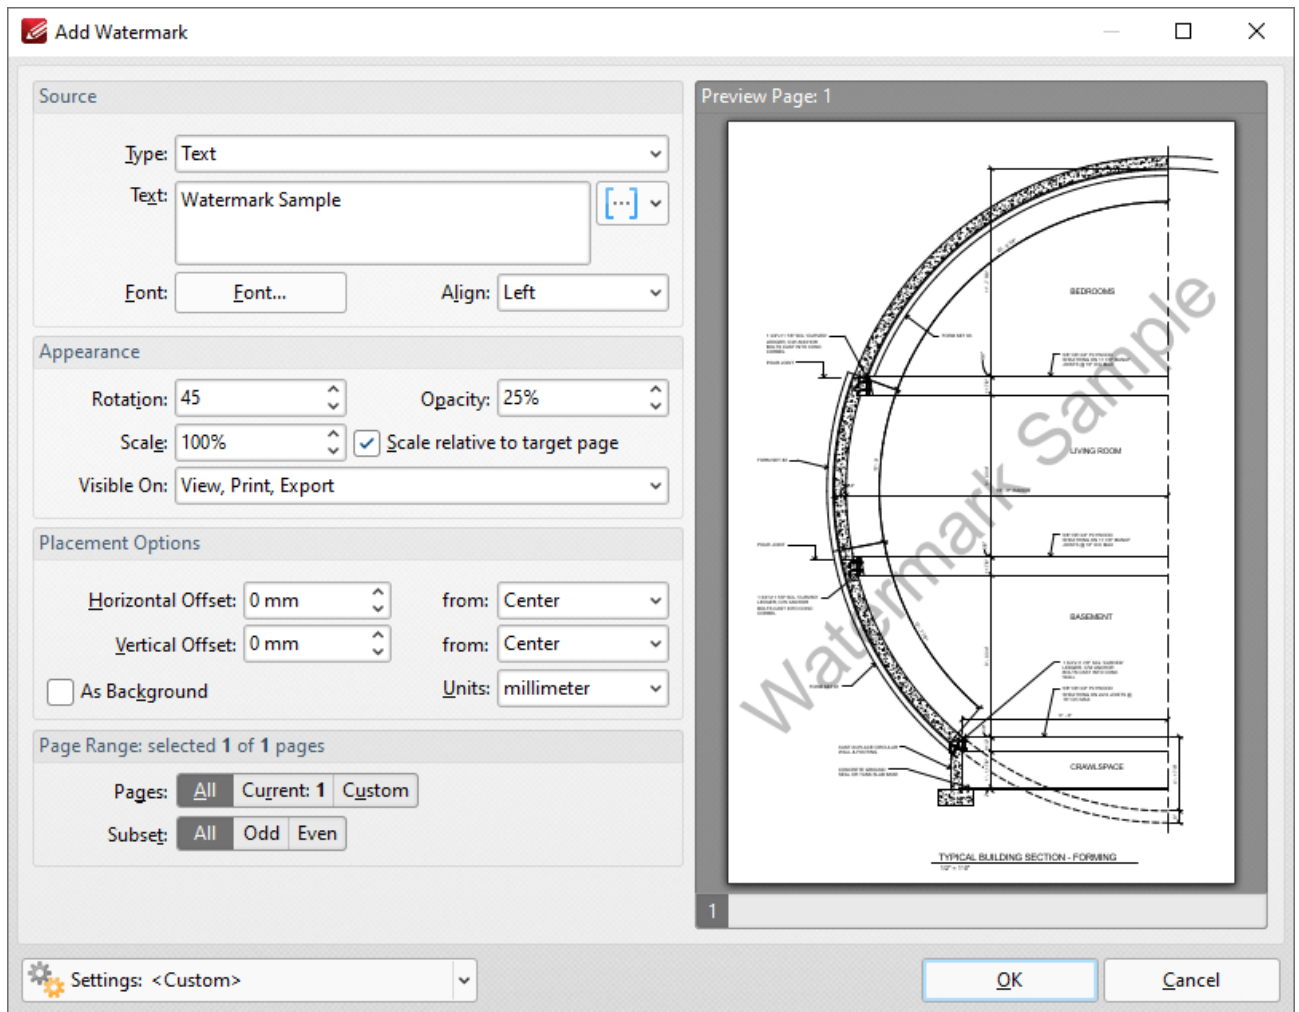 Add Watermark
Source
Type: Text
Text: Watermark Sample
[...]
Font: Font... Align: Left
Appearance
Rotation: 45 Opacity: 25%
Scale: 100% Scale relative to target page
Visible On: View, Print, Export
Placement Options
Horizontal Offset: 0 mm from: Center
Vertical Offset: 0 mm from: Center
As Background Units: millimeter
Page Range: selected 1 of 1 pages
Pages: All Current: 1 Custom
Subset: All Odd Even
Preview Page: 1
BEDROOMS
LIVING ROOM
BASEMENT
CRAWLSPACE
Watermark Sample
TYPICAL BUILDING SECTION - FORMING
1
Settings: <Custom>
OK
Cancel